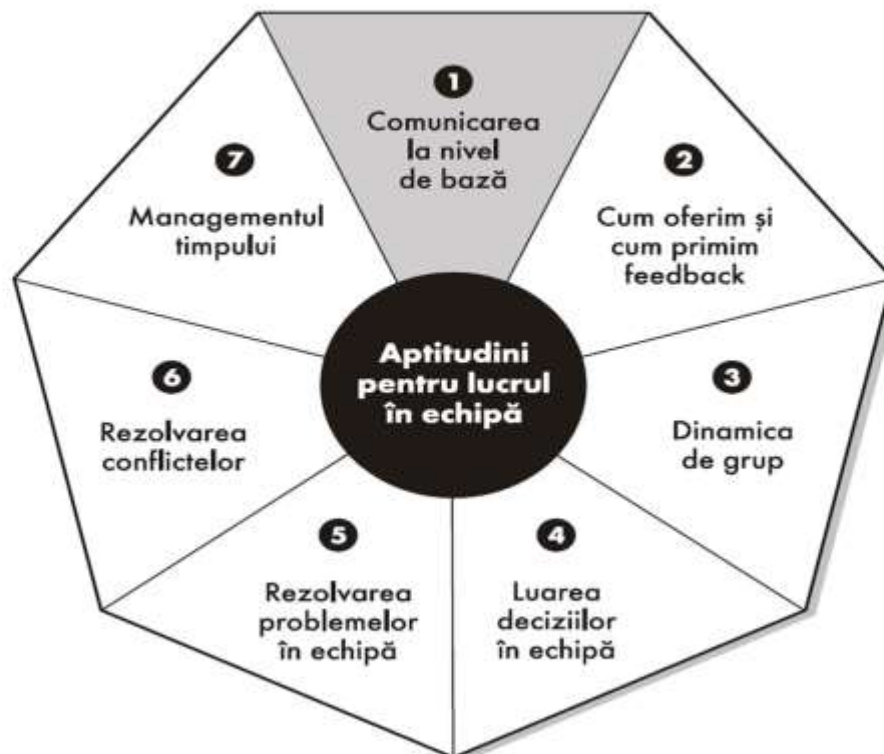 1
Comunicarea
la nivel
de bază
2
Cum oferim și
cum primim
feedback
3
Dinamica
de grup
4
Luarea
deciziilor
în echipă
5
Rezolvarea
problemelor
în echipă
6
Rezolvarea
conflictelor
7
Managementul
timpului
Aptitudini
pentru lucrul
în echipă